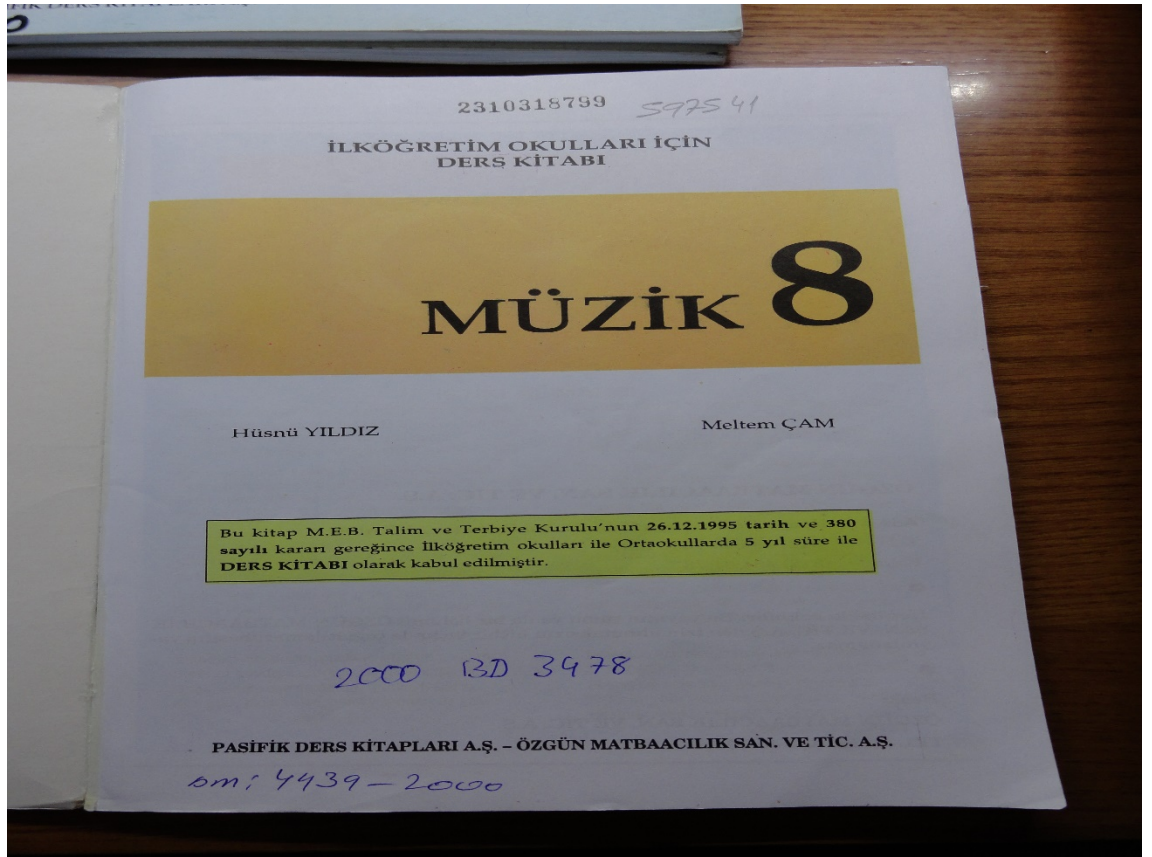 2310318799
597541
İLKÖĞRETİM OKULLARI İÇİN
DERS KİTABI
MÜZİK 8
Hüsnü YILDIZ
Meltem ÇAM
Bu kitap M.E.B. Talim ve Terbiye Kurulu'nun 26.12.1995 tarih ve 380
sayılı kararı gereğince İlköğretim okulları ile Ortaokullarda 5 yıl süre ile
DERS KİTABI olarak kabul edilmiştir.
2000 BD 3478
PASİFİK DERS KİTAPLARI A.Ş. – ÖZGÜN MATBAACILIK SAN. VE TİC. A.Ş.
DM: 4439-2000